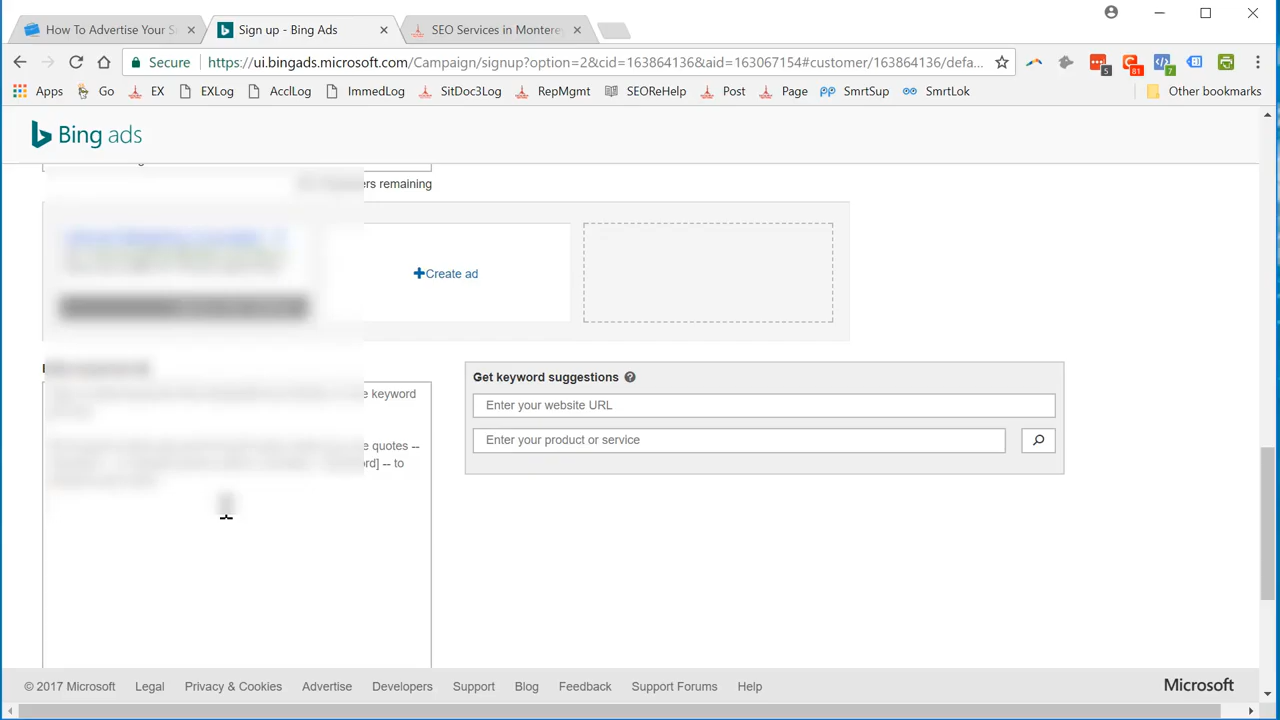 How To Advertise Your S
Sign up - Bing Ads
SEO Services in Montere
Secure
https://ui.bingads.microsoft.com/Campaign/signup?option=2&cid=163864136&aid=163067154#customer/163864136/defa...
5
81
7
Apps
Go
EX
EXLog
AcclLog
ImmedLog
SitDoc3Log
RepMgmt
SEOReHelp
Post
Page
SmrtSup
SmrtLok
Other bookmarks
Bing ads
remaining
Create ad
keyword
Get keyword suggestions
Enter your website URL
Enter your product or service
quotes --
-- to
© 2017 Microsoft
Legal
Privacy & Cookies
Advertise
Developers
Support
Blog
Feedback
Support Forums
Help
Microsoft